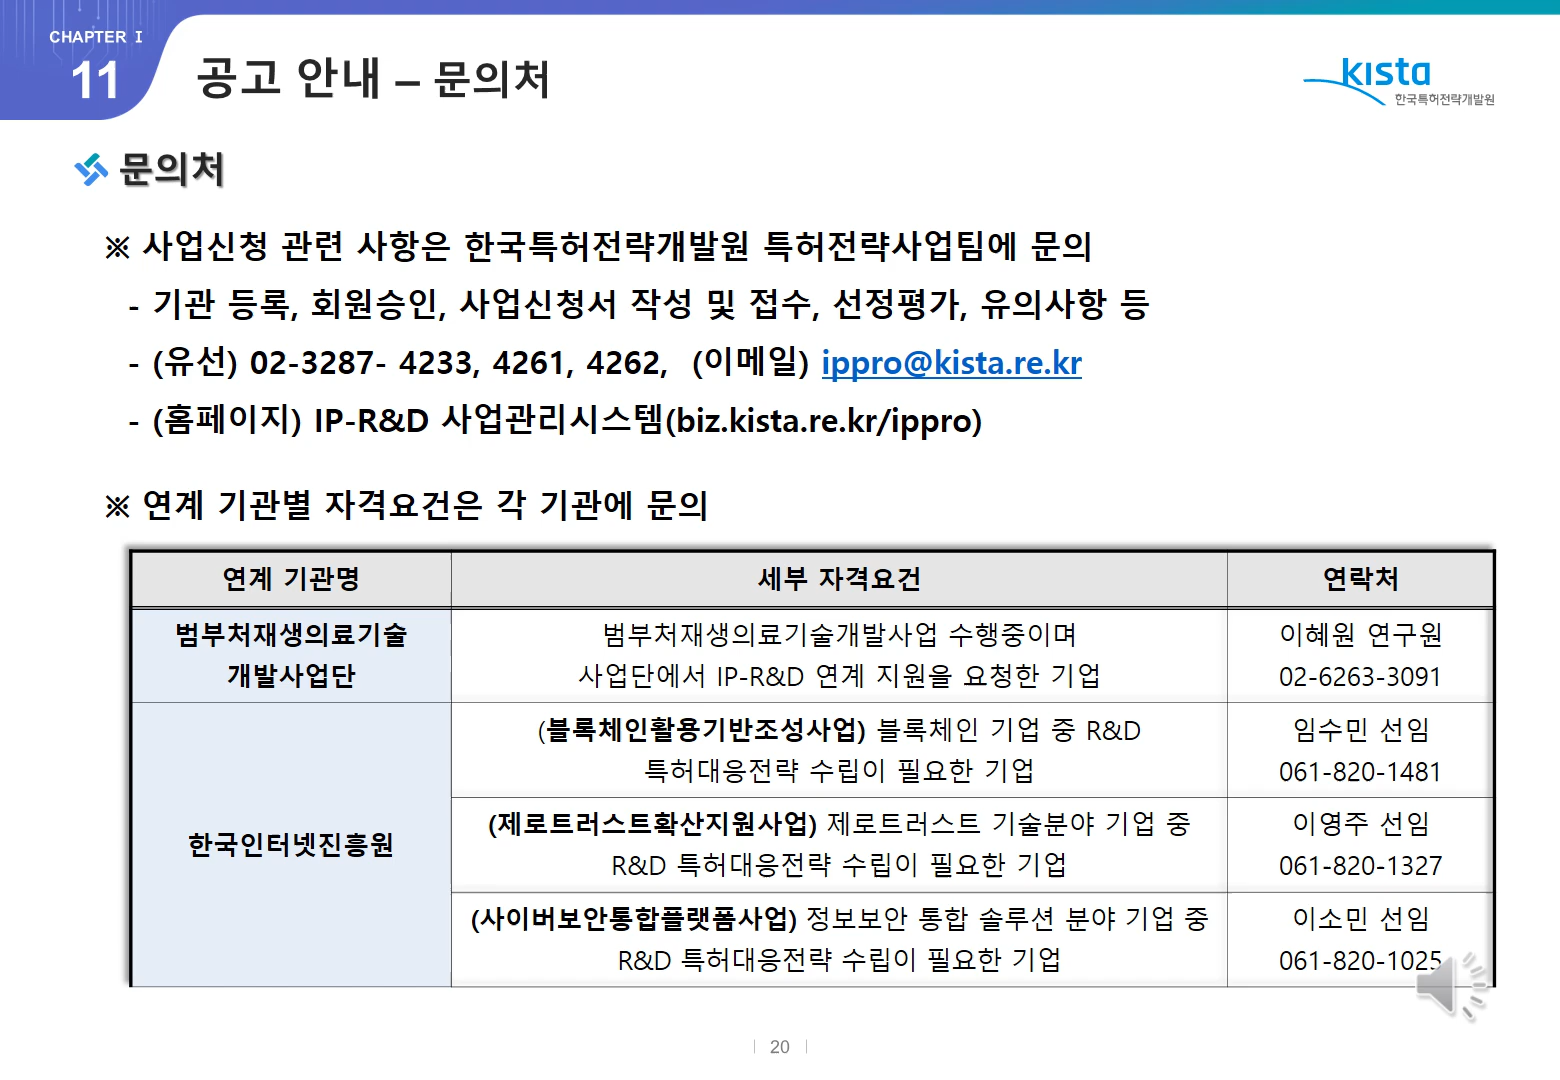 CHAPTER I
11
공고 안내 – 문의처
kista
한국특허전략개발원
문의처
※ 사업신청 관련 사항은 한국특허전략개발원 특허전략사업팀에 문의
- 기관 등록, 회원승인, 사업신청서 작성 및 접수, 선정평가, 유의사항 등
- (유선) 02-3287- 4233, 4261, 4262, (이메일) ippro@kista.re.kr
- (홈페이지) IP-R&D 사업관리시스템(biz.kista.re.kr/ippro)
※ 연계 기관별 자격요건은 각 기관에 문의
연계 기관명 세부 자격요건 연락처
범부처재생의료기술
개발사업단
범부처재생의료기술개발사업 수행중이며
사업단에서 IP-R&D 연계 지원을 요청한 기업
이혜원 연구원
02-6263-3091
한국인터넷진흥원
(블록체인활용기반조성사업) 블록체인 기업 중 R&D
특허대응전략 수립이 필요한 기업
임수민 선임
061-820-1481
(제로트러스트확산지원사업) 제로트러스트 기술분야 기업 중
R&D 특허대응전략 수립이 필요한 기업
이영주 선임
061-820-1327
(사이버보안통합플랫폼사업) 정보보안 통합 솔루션 분야 기업 중
R&D 특허대응전략 수립이 필요한 기업
이소민 선임
061-820-1025
20